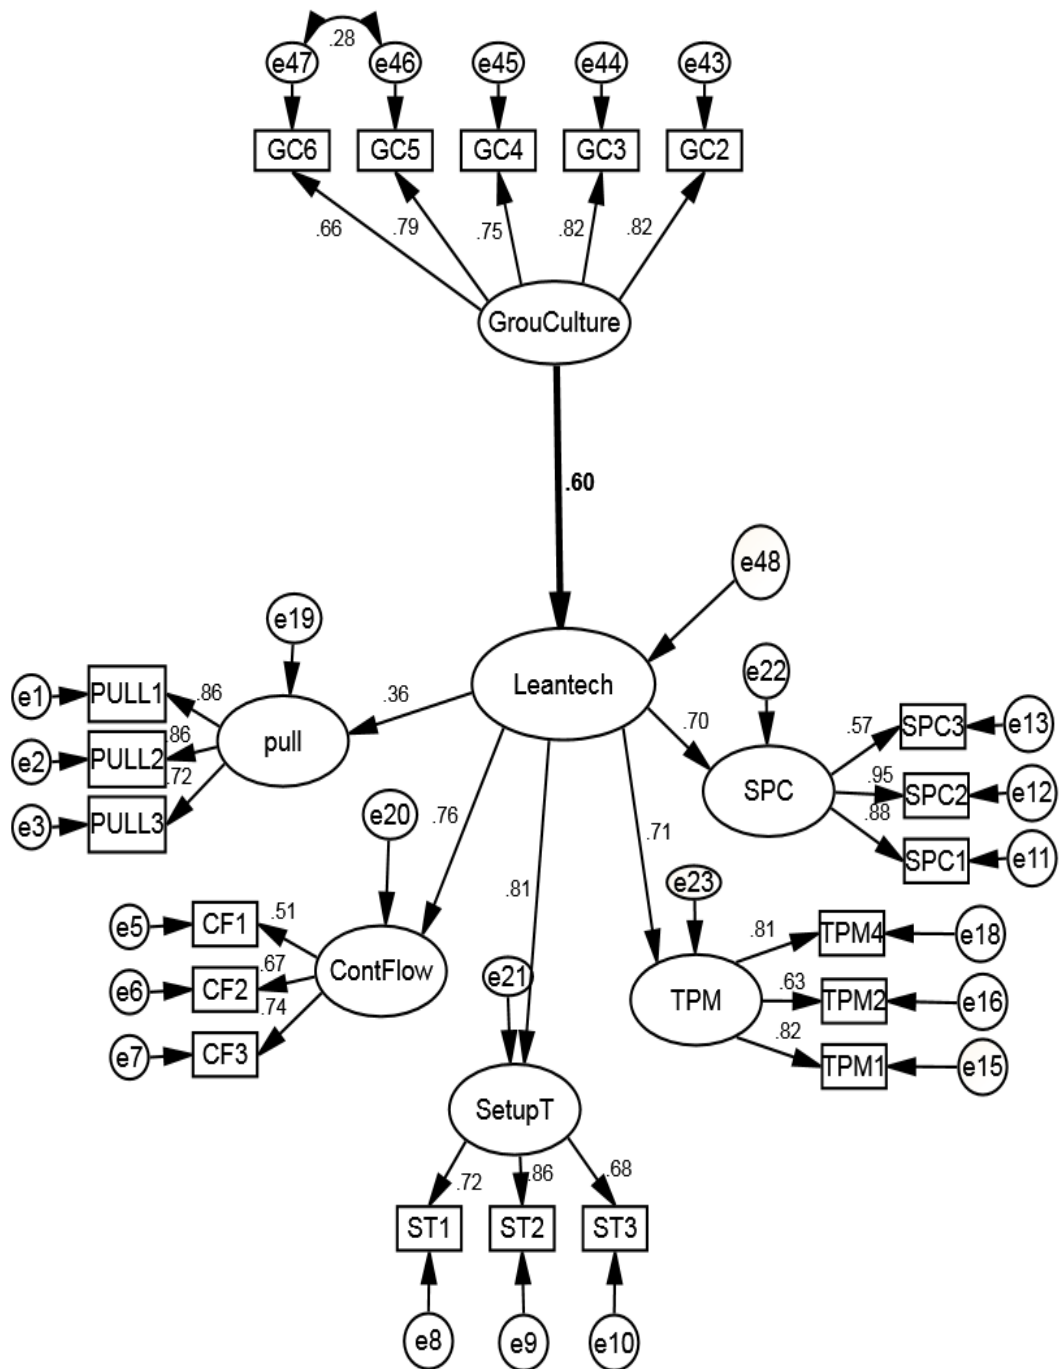 .28
e47 e46 e45 e44 e43
GC6 GC5 GC4 GC3 GC2
.66 .79 .75 .82 .82
GrouCulture
.60
e48
e19
Leantech
e22
e1 PULL1 .86
.36
.70
.57 SPC3 e13
pull
e2 PULL2 .86
SPC
.95 SPC2 e12
.72
e3 PULL3
e20
.76
.71
.88
SPC1 e11
.81
e23
e5 CF1 .51
.81 TPM4 e18
ContFlow
e21
e6 CF2 .67
TPM
.63 TPM2 e16
.74
e7 CF3
.82 TPM1 e15
SetupT
.72 .86 .68
ST1 ST2 ST3
e8 e9 e10